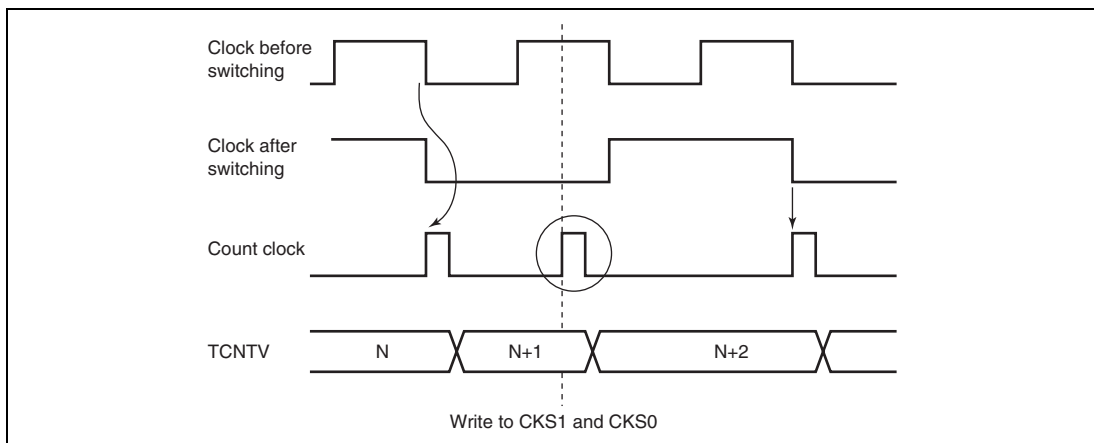 Clock before
switching
Clock after
switching
Count clock
TCNTV
N
N+1
N+2
Write to CKS1 and CKS0